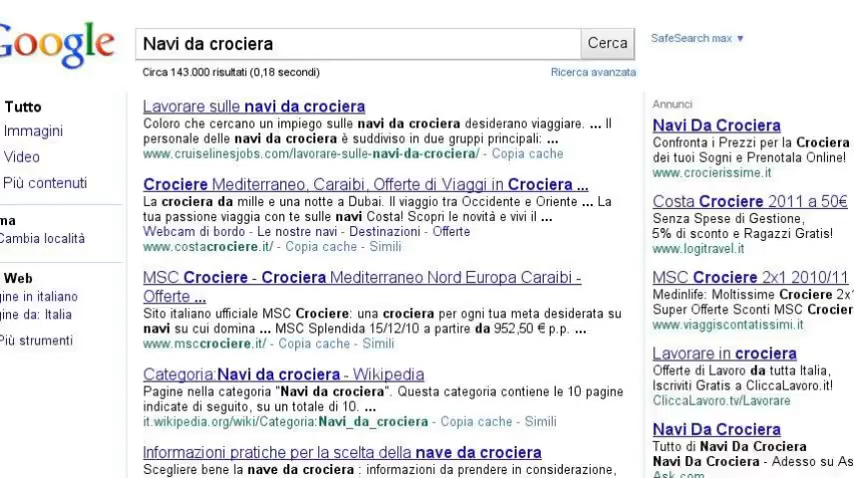 Google
Navi da crociera
Cerca
SafeSearch max ▼
Circa 143.000 risultati (0,18 secondi)
Ricerca avanzata
Tutto
Immagini
Video
Più contenuti
Cambia località
Web
Più strumenti
Lavorare sulle navi da crociera
Coloro che cercano un impiego sulle navi da crociera desiderano viaggiare. ... Il
personale delle navi da crociera è suddiviso in due gruppi principali: ...
www.cruiselinesjobs.com/lavorare-sulle-navi-da-crociera/ - Copia cache
Crociere Mediterraneo, Caraibi, Offerte di Viaggi in Crociera ...
La crociera da mille e una notte a Dubai. Il viaggio tra Occidente e Oriente ... La
tua passione viaggia con te sulle navi Costa! Scopri le novità e vivi il ...
Webcam di bordo - Le nostre navi - Destinazioni - Offerte
www.costacrociere.it/ - Copia cache - Simili
MSC Crociere - Crociera Mediterraneo Nord Europa Caraibi -
Offerte ...
Sito italiano ufficiale MSC Crociere: una crociera per ogni tua meta desiderata su
navi su cui domina ... MSC Splendida 15/12/10 a partire da 952,50 € p.p. ...
www.msccrociere.it/ - Copia cache - Simili
Categoria:Navi da crociera - Wikipedia
Pagine nella categoria "Navi da crociera". Questa categoria contiene le 10 pagine
indicate di seguito, su un totale di 10. ...
it.wikipedia.org/wiki/Categoria:Navi_da_crociera - Copia cache - Simili
Informazioni pratiche per la scelta della nave da crociera
Scegliere bene la nave da crociera : informazioni da prendere in considerazione,
Annunci
Navi Da Crociera
Confronta i Prezzi per la Crociera
dei tuoi Sogni e Prenotala Online!
www.crocierissime.it
Costa Crociere 2011 a 50€
Senza Spese di Gestione,
5% di sconto e Ragazzi Gratis!
www.logitravel.it
MSC Crociere 2x1 2010/11
Medinlife: Moltissime Crociere 2x1
Super Offerte Sconti MSC Crocier
www.viaggiscontatissimi.it
Lavorare in crociera
Offerte di Lavoro da tutta Italia,
Iscriviti Gratis a CliccaLavoro.it!
CliccaLavoro.tv/Lavorare
Navi Da Crociera
Tutto di Navi Da Crociera
Navi Da Crociera - Adesso su As
Ask.com